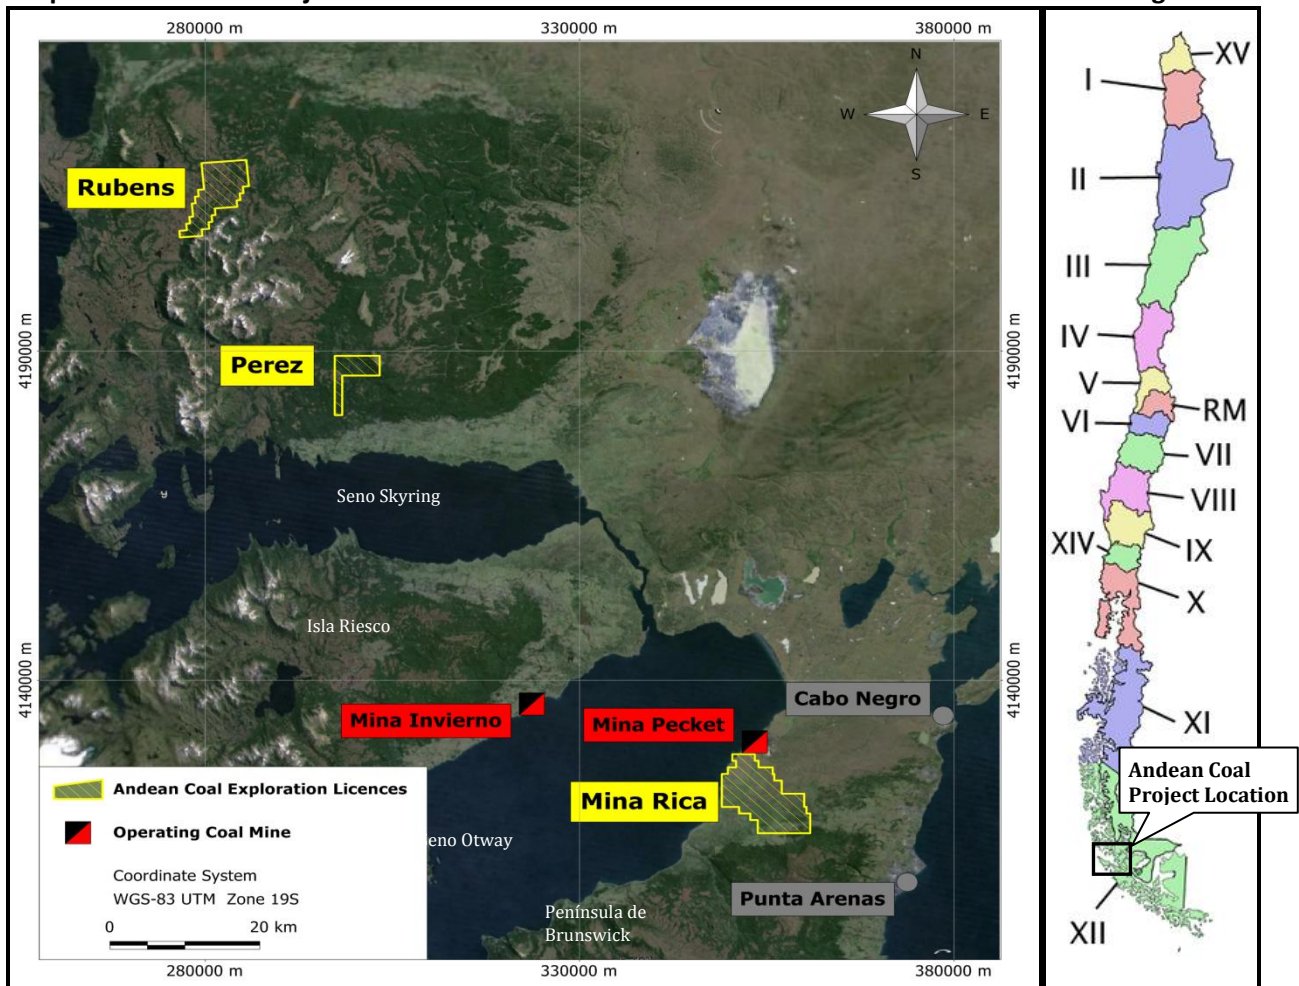 280000 m
330000 m
380000 m
N
W
E
S
Rubens
4190000 m
4190000 m
Perez
Seno Skyring
Isla Riesco
4140000 m
4140000 m
Cabo Negro
Mina Invierno
Mina Pecket
Mina Rica
Andean Coal Exploration Licences
Operating Coal Mine
eno Otway
Coordinate System
WGS-83 UTM Zone 19S
0
20 km
Punta Arenas
Península de
Brunswick
280000 m
330000 m
380000 m
XV
I
II
III
IV
V
RM
VI
VII
VIII
XIV
IX
X
XI
Andean Coal
Project Location
XII